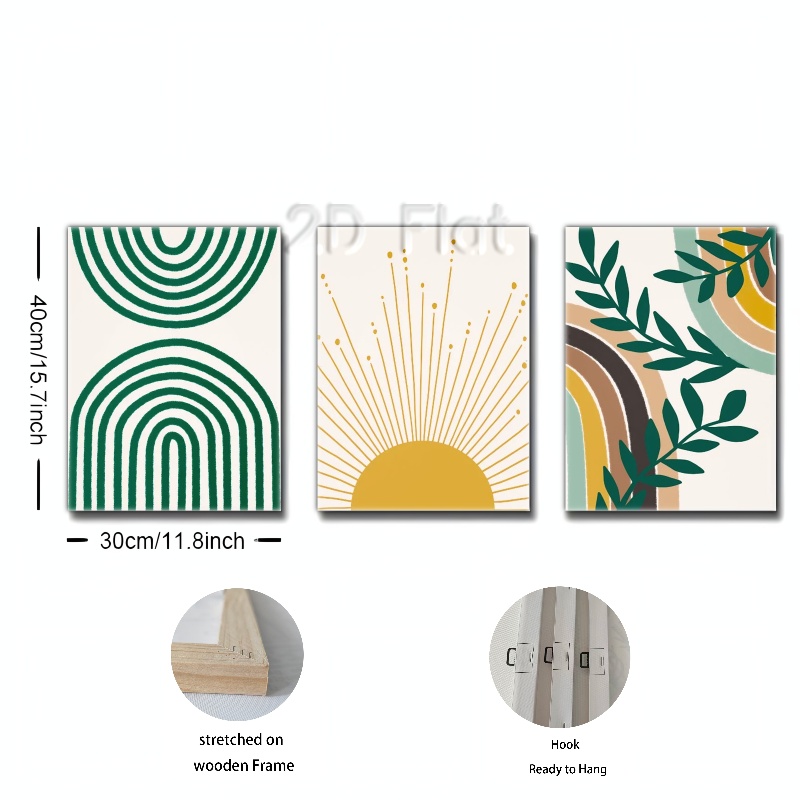 2D Flat
40cm/15.7inch
30cm/11.8inch
stretched on
wooden Frame
Hook
Ready to Hang